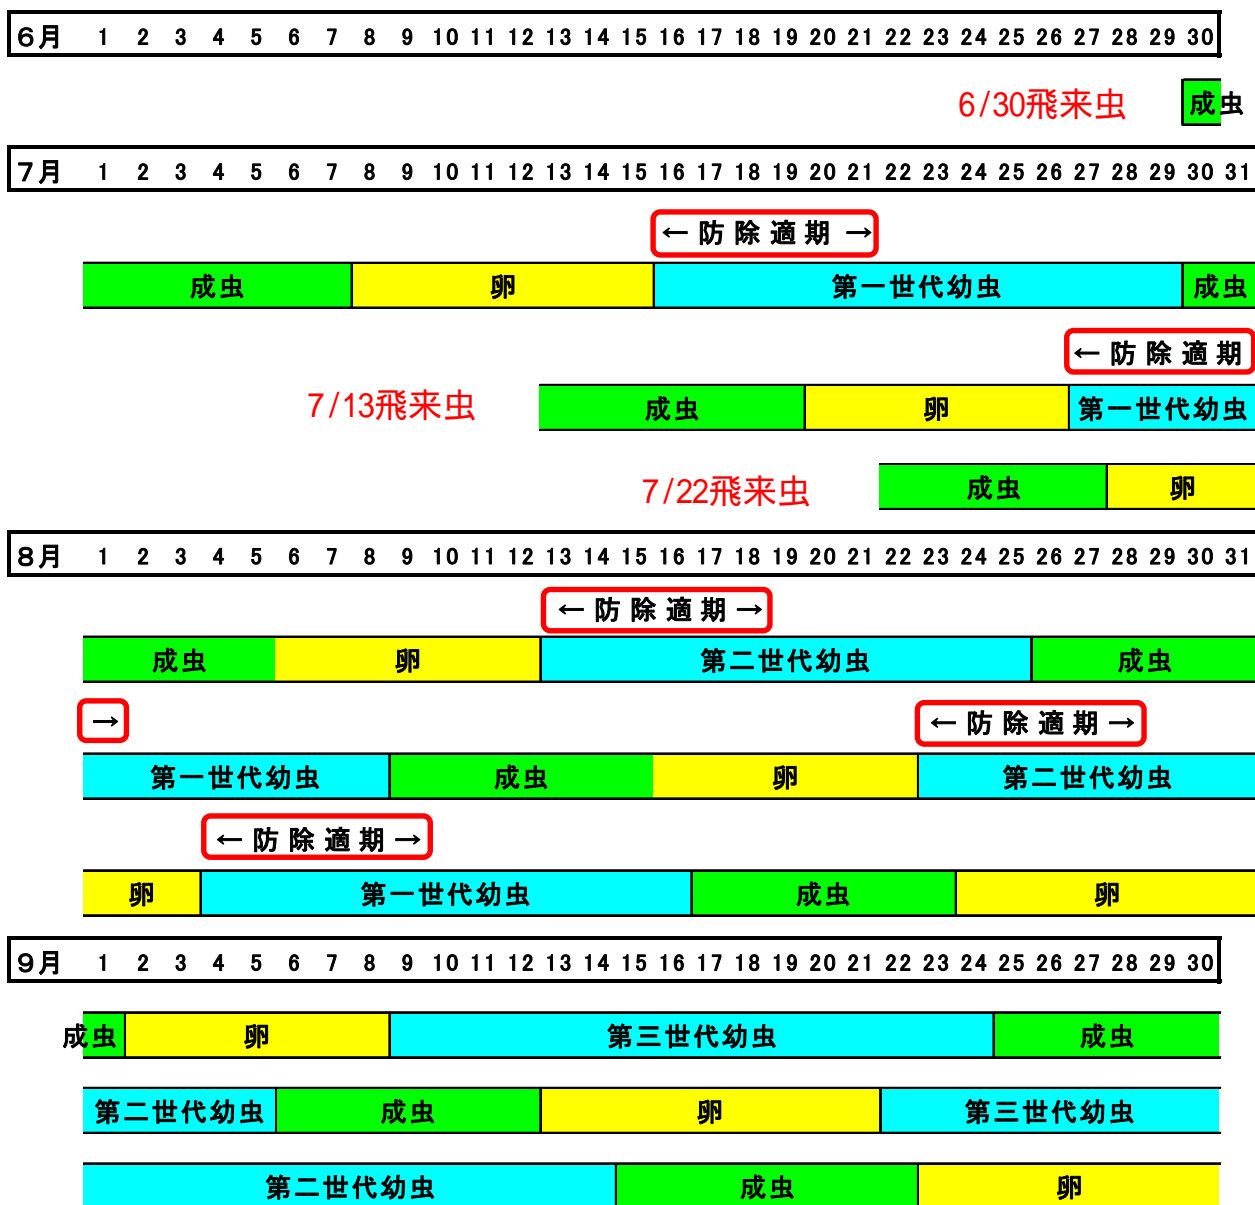 6月 1 2 3 4 5 6 7 8 9 10 11 12 13 14 15 16 17 18 19 20 21 22 23 24 25 26 27 28 29 30
6/30飛来虫 成虫
7月 1 2 3 4 5 6 7 8 9 10 11 12 13 14 15 16 17 18 19 20 21 22 23 24 25 26 27 28 29 30 31
←防除適期→
成虫 卵 第一世代幼虫 成虫
←防除適期
7/13飛来虫 成虫 卵 第一世代幼虫
7/22飛来虫 成虫 卵
8月 1 2 3 4 5 6 7 8 9 10 11 12 13 14 15 16 17 18 19 20 21 22 23 24 25 26 27 28 29 30 31
←防除適期→
成虫 卵 第二世代幼虫 成虫
→ ←防除適期→
第一世代幼虫 成虫 卵 第二世代幼虫
←防除適期→
卵 第一世代幼虫 成虫 卵
9月 1 2 3 4 5 6 7 8 9 10 11 12 13 14 15 16 17 18 19 20 21 22 23 24 25 26 27 28 29 30
成虫 卵 第三世代幼虫 成虫
第二世代幼虫 成虫 卵 第三世代幼虫
第二世代幼虫 成虫 卵